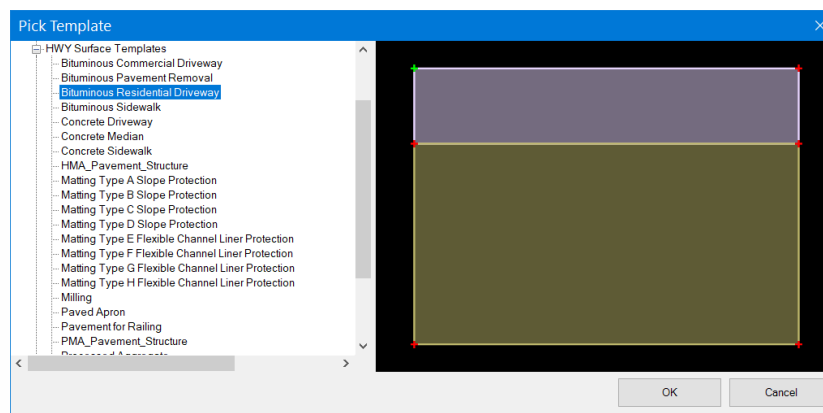 Pick Template
HWY Surface Templates
Bituminous Commercial Driveway
Bituminous Pavement Removal
Bituminous Residential Driveway
Bituminous Sidewalk
Concrete Driveway
Concrete Median
Concrete Sidewalk
HMA_Pavement_Structure
Matting Type A Slope Protection
Matting Type B Slope Protection
Matting Type C Slope Protection
Matting Type D Slope Protection
Matting Type E Flexible Channel Liner Protection
Matting Type F Flexible Channel Liner Protection
Matting Type G Flexible Channel Liner Protection
Matting Type H Flexible Channel Liner Protection
Milling
Paved Apron
Pavement for Railing
PMA_Pavement_Structure
OK
Cancel